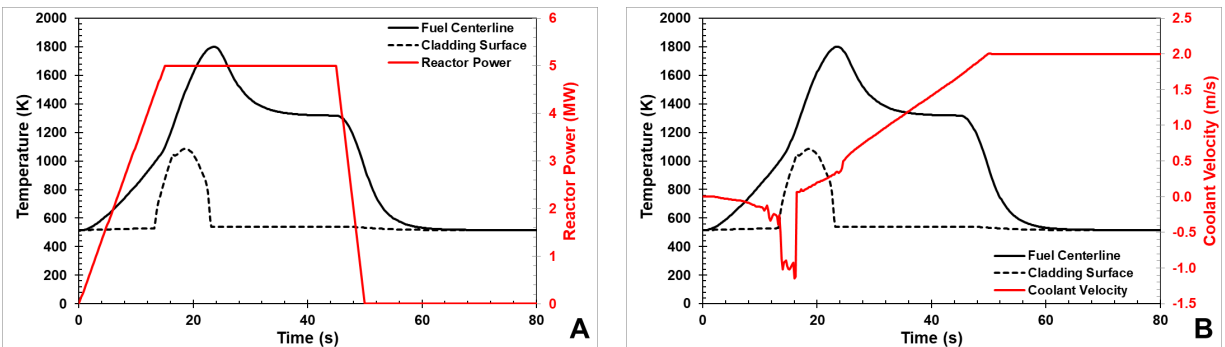 2000
1800
1600
1400
1200
1000
800
600
400
200
0
Temperature (K)
0 20 40 60 80
Time (s)
6
5
4
3
2
1
0
Reactor Power (MW)
Fuel Centerline
Cladding Surface
Reactor Power
A
2000
1800
1600
1400
1200
1000
800
600
400
200
0
Temperature (K)
0 20 40 60 80
Time (s)
2.5
2.0
1.5
1.0
0.5
0.0
-0.5
-1.0
-1.5
Coolant Velocity (m/s)
Fuel Centerline
Cladding Surface
Coolant Velocity
B